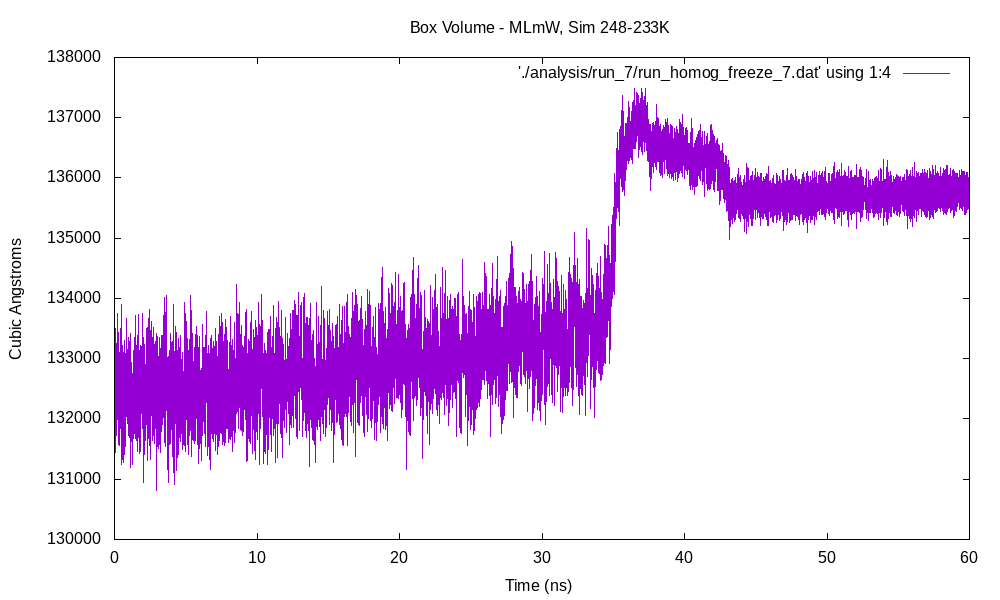 Box Volume - MLmW, Sim 248-233K
'./analysis/run_7/run_homog_freeze_7.dat' using 1:4
138000
137000
136000
135000
134000
133000
132000
131000
130000
Cubic Angstroms
0 10 20 30 40 50 60
Time (ns)